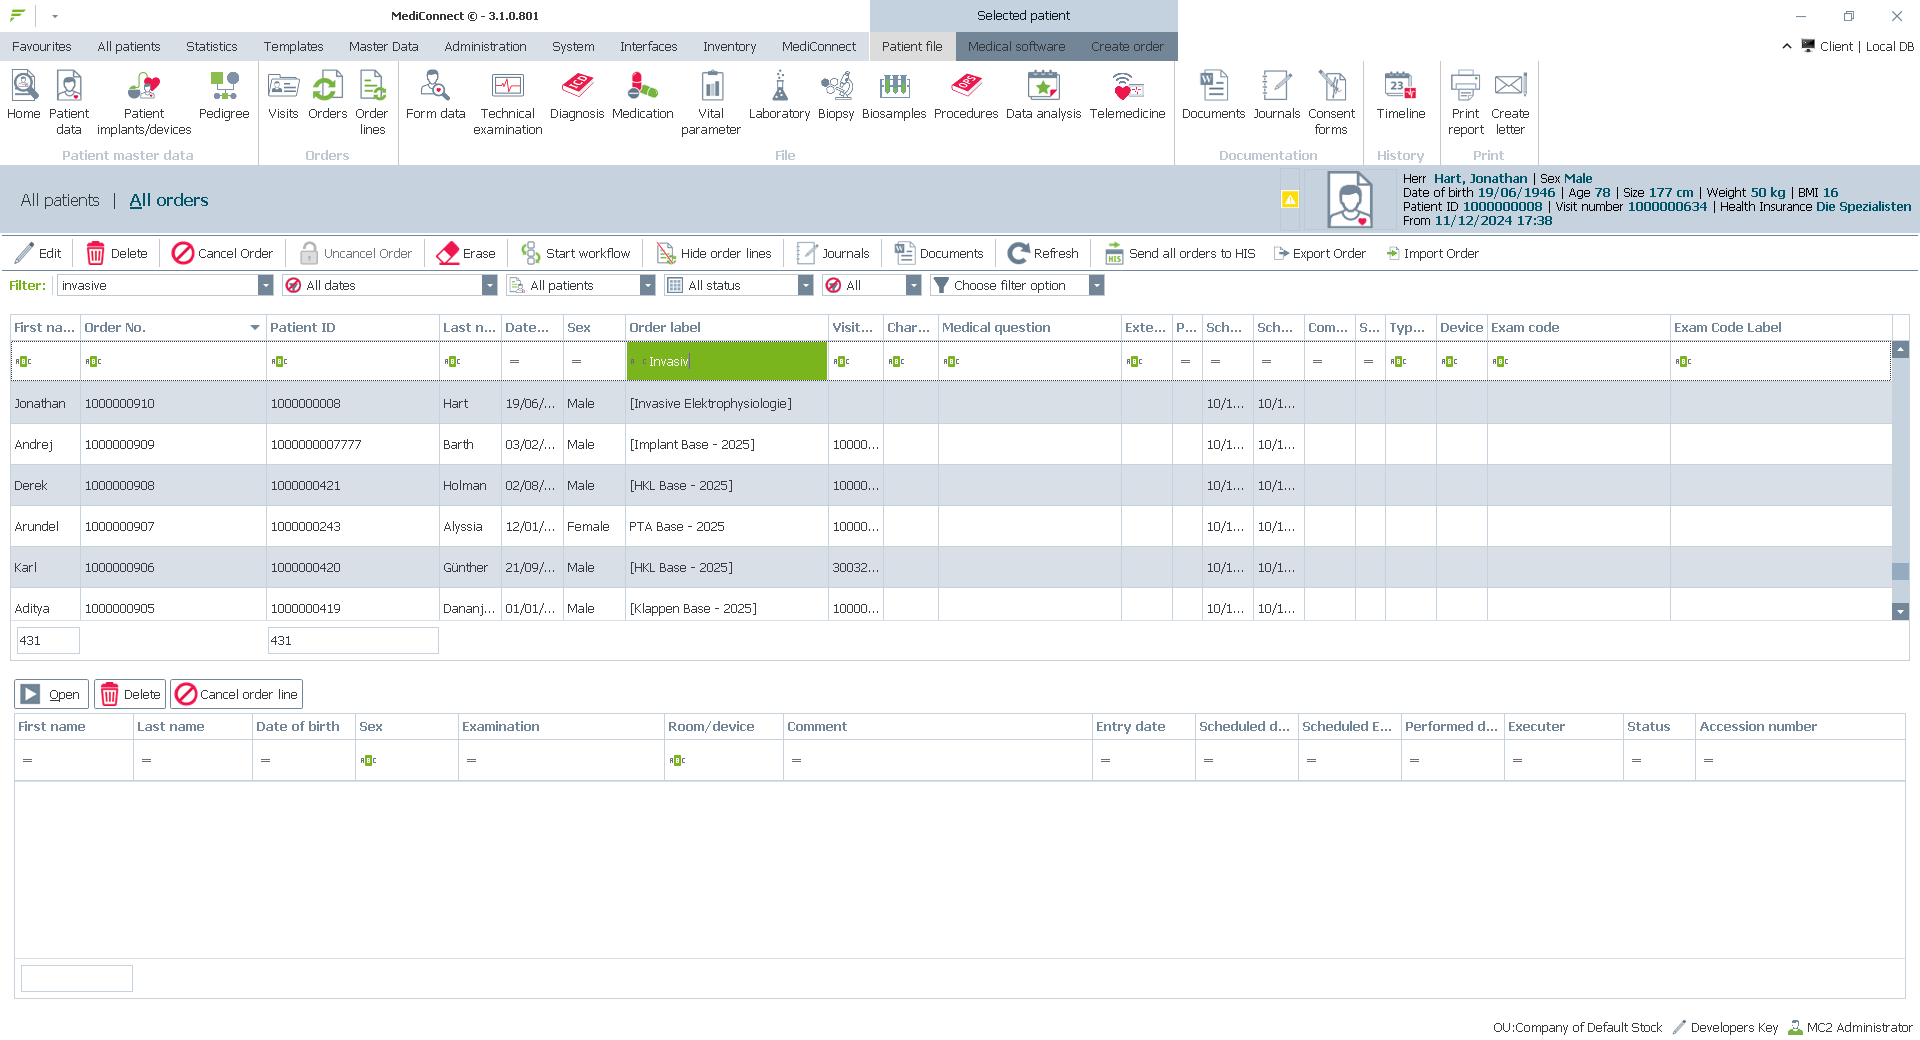 MediConnect © - 3.1.0.801
Selected patient
Favourites All patients Statistics Templates Master Data Administration System Interfaces Inventory MediConnect Patient file Medical software Create order
Client | Local DB
Home Patient data Patient implants/devices Pedigree Visits Orders Order lines Form data Technical examination Diagnosis Medication Vital parameter Laboratory Biopsy Biosamples Procedures Data analysis Telemedicine Documents Journals Consent forms Timeline Print report Create letter
Patient master data Orders File Documentation History Print
All patients | All orders
Herr Hart, Jonathan | Sex Male
Date of birth 19/06/1946 | Age 78 | Size 177 cm | Weight 50 kg | BMI 16
Patient ID 1000000008 | Visit number 1000000634 | Health Insurance Die Spezialisten
From 11/12/2024 17:38
Edit Delete Cancel Order Uncancel Order Erase Start workflow Hide order lines Journals Documents Refresh Send all orders to HIS Export Order Import Order
Filter: invasive All dates All patients All status All Choose filter option
First na... Order No. Patient ID Last n... Date... Sex Order label Visit... Char... Medical question Exte... P... Sch... Sch... Com... S... Typ... Device Exam code Exam Code Label
ABC ABC ABC ABC = = Invasiv ABC ABC ABC ABC = = = = = ABC ABC ABC ABC
Jonathan 1000000910 1000000008 Hart 19/06/... Male [Invasive Elektrophysiologie] 10/1... 10/1...
Andrej 1000000909 1000000007777 Barth 03/02/... Male [Implant Base - 2025] 10000... 10/1... 10/1...
Derek 1000000908 1000000421 Holman 02/08/... Male [HKL Base - 2025] 10000... 10/1... 10/1...
Arundel 1000000907 1000000243 Alyssia 12/01/... Female PTA Base - 2025 10000... 10/1... 10/1...
Karl 1000000906 1000000420 Günther 21/09/... Male [HKL Base - 2025] 30032... 10/1... 10/1...
Aditya 1000000905 1000000419 Dananj... 01/01/... Male [Klappen Base - 2025] 10000... 10/1... 10/1...
431 431
Open Delete Cancel order line
First name Last name Date of birth Sex Examination Room/device Comment Entry date Scheduled d... Scheduled E... Performed d... Executer Status Accession number
= = = ABC = ABC = = = = = = = =
OU:Company of Default Stock Developers Key MC2 Administrator